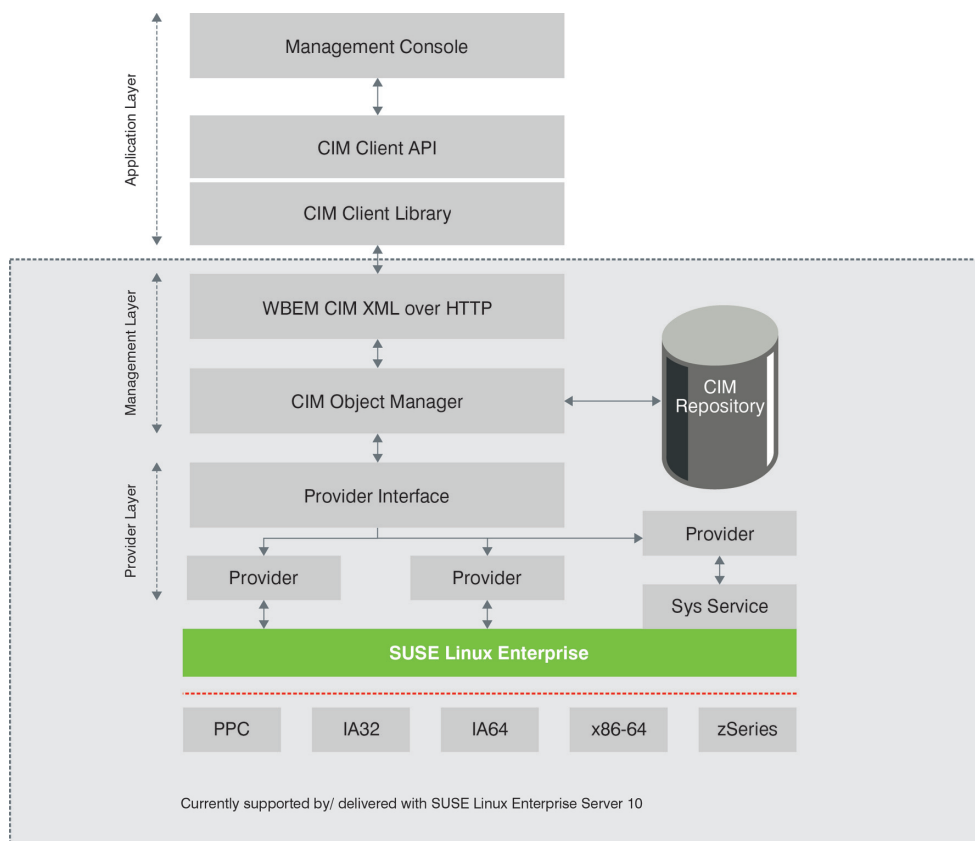 Application Layer
Management Console
CIM Client API
CIM Client Library
Management Layer
WBEM CIM XML over HTTP
CIM Object Manager
CIM
Repository
Provider Layer
Provider Interface
Provider
Provider
Provider
Sys Service
SUSE Linux Enterprise
PPC
IA32
IA64
x86-64
zSeries
Currently supported by/ delivered with SUSE Linux Enterprise Server 10